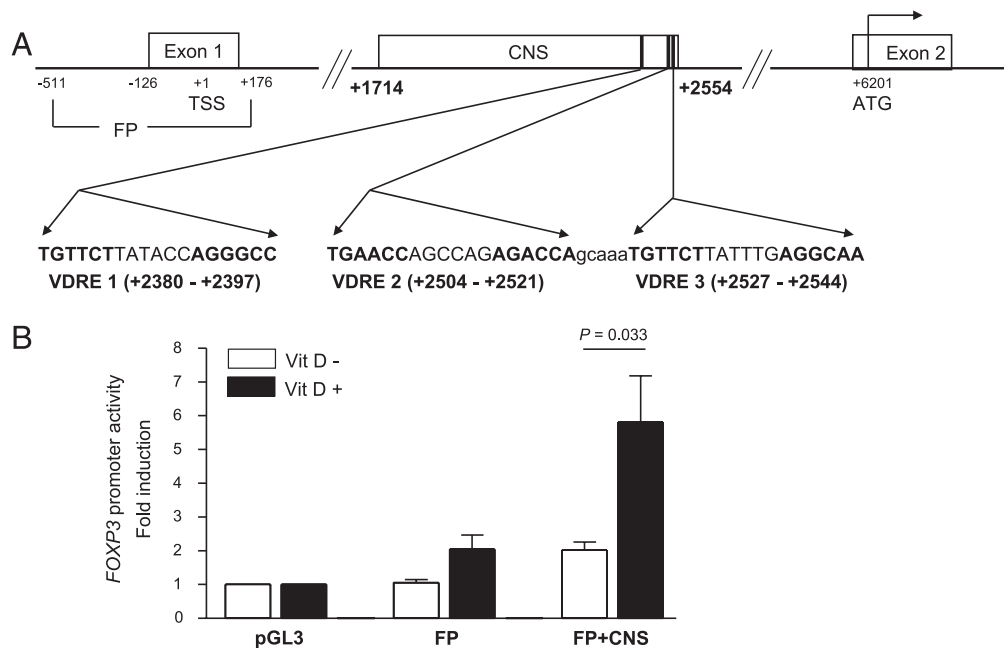 A
Exon 1
CNS
Exon 2
-511
-126
+1
+176
+1714
+2554
+6201
TSS
ATG
FP
TGTTCTTATACCAGGGCC
TGAACCAGCCAGAGACCAgcaaaTGTTCTTATTTGAGGCAA
VDRE 1 (+2380 - +2397)
VDRE 2 (+2504 - +2521)
VDRE 3 (+2527 - +2544)
B
P = 0.033
Vit D -
Vit D +
FOXP3 promoter activity
Fold induction
8
7
6
5
4
3
2
1
0
pGL3
FP
FP+CNS